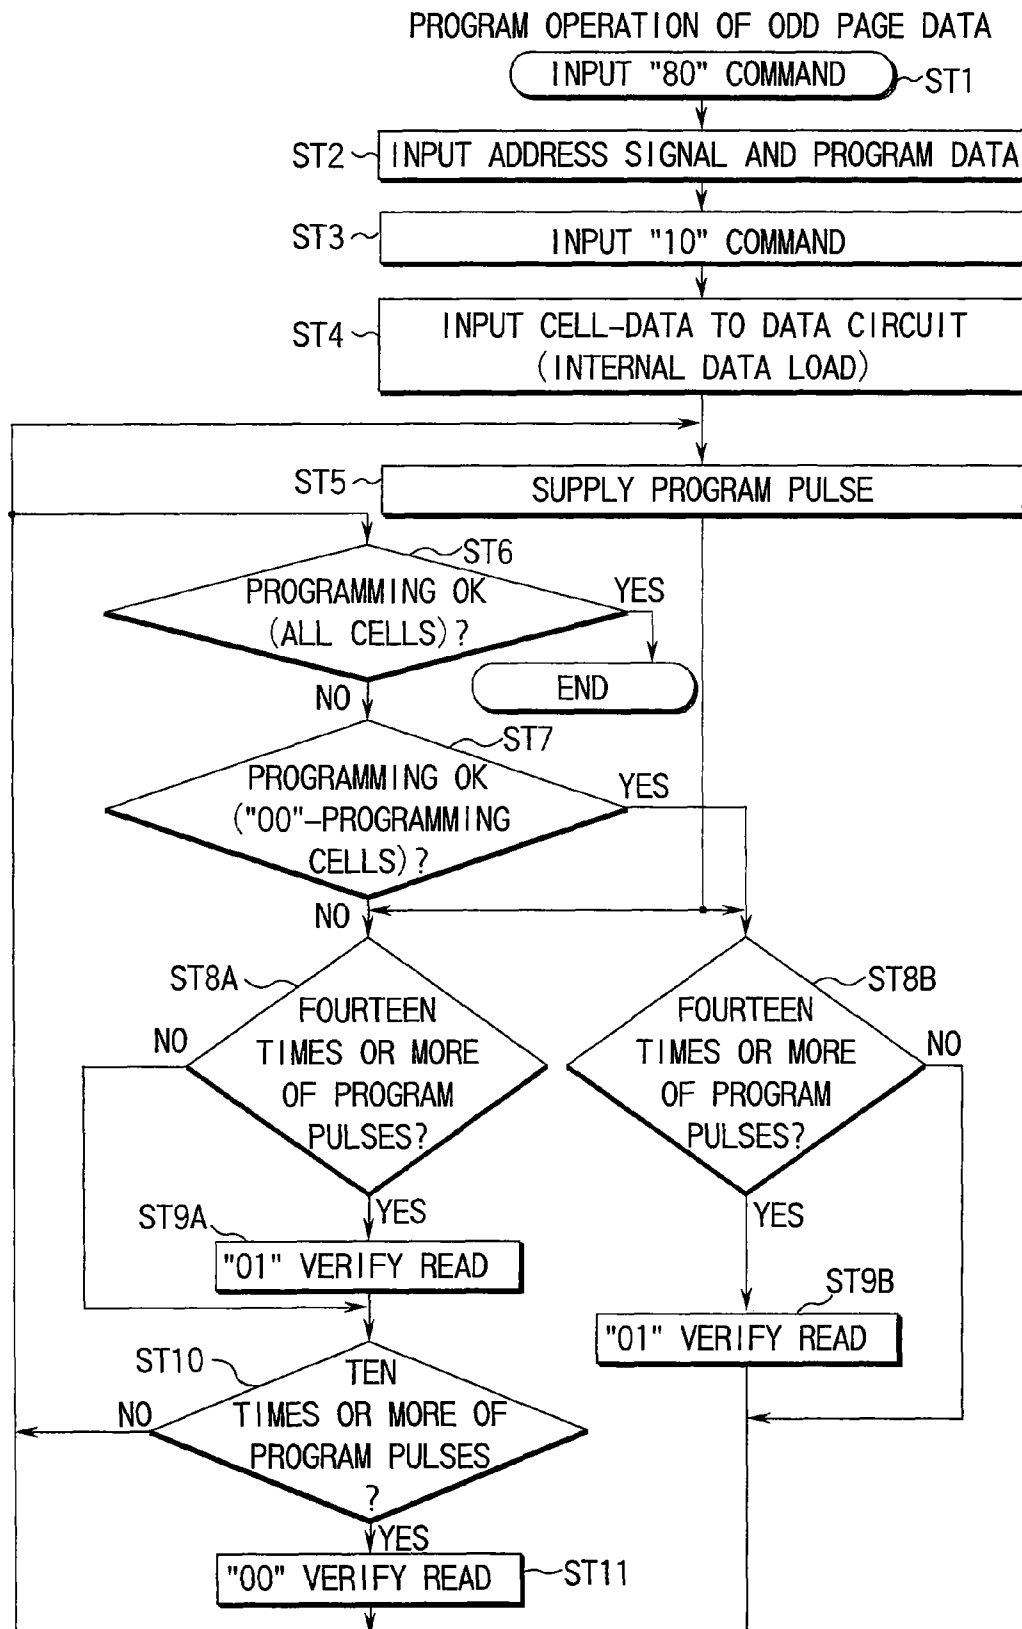 PROGRAM OPERATION OF ODD PAGE DATA
INPUT "80" COMMAND
ST1
ST2
INPUT ADDRESS SIGNAL AND PROGRAM DATA
ST3
INPUT "10" COMMAND
ST4
INPUT CELL-DATA TO DATA CIRCUIT
(INTERNAL DATA LOAD)
ST5
SUPPLY PROGRAM PULSE
ST6
PROGRAMMING OK
(ALL CELLS)?
YES
END
NO
ST7
PROGRAMMING OK
("00"-PROGRAMMING
CELLS)?
YES
NO
ST8A
FOURTEEN
TIMES OR MORE
OF PROGRAM
PULSES?
NO
YES
ST8B
FOURTEEN
TIMES OR MORE
OF PROGRAM
PULSES?
NO
YES
ST9A
"01" VERIFY READ
ST9B
"01" VERIFY READ
ST10
TEN
TIMES OR MORE OF
PROGRAM PULSES
?
NO
YES
"00" VERIFY READ
ST11